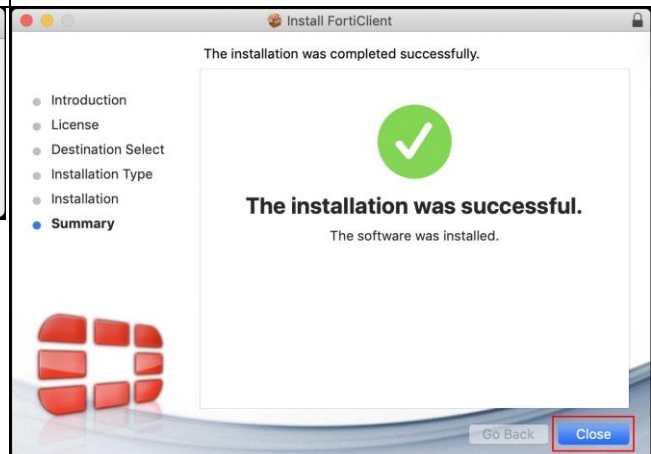 Install FortiClient
The installation was completed successfully.
Introduction
License
Destination Select
Installation Type
Installation
Summary
The installation was successful.
The software was installed.
Go Back
Close